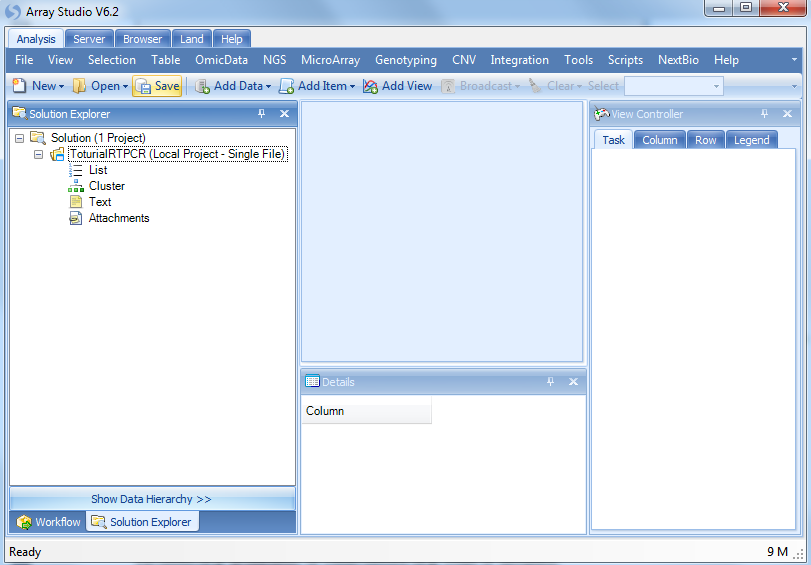 Array Studio V6.2
Analysis Server Browser Land Help
File View Selection Table OmicData NGS MicroArray Genotyping CNV Integration Tools Scripts NextBio Help
New Open Save Add Data Add Item Add View Broadcast Clear Select
Solution Explorer
Solution (1 Project)
ToturialRTPCR (Local Project - Single File)
List
Cluster
Text
Attachments
Show Data Hierarchy >>
Workflow Solution Explorer
Details
Column
View Controller
Task Column Row Legend
Ready 9 M